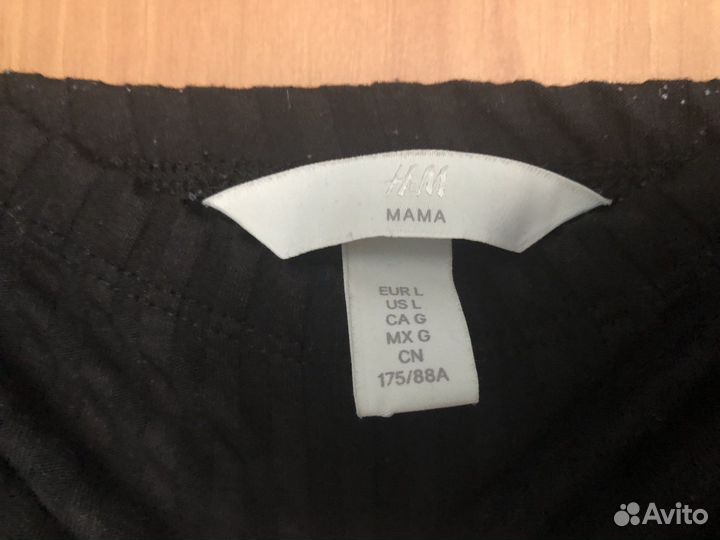 H&M
MAMA
EUR L
US L
CA G
MX G
CN
175/88A
Avito